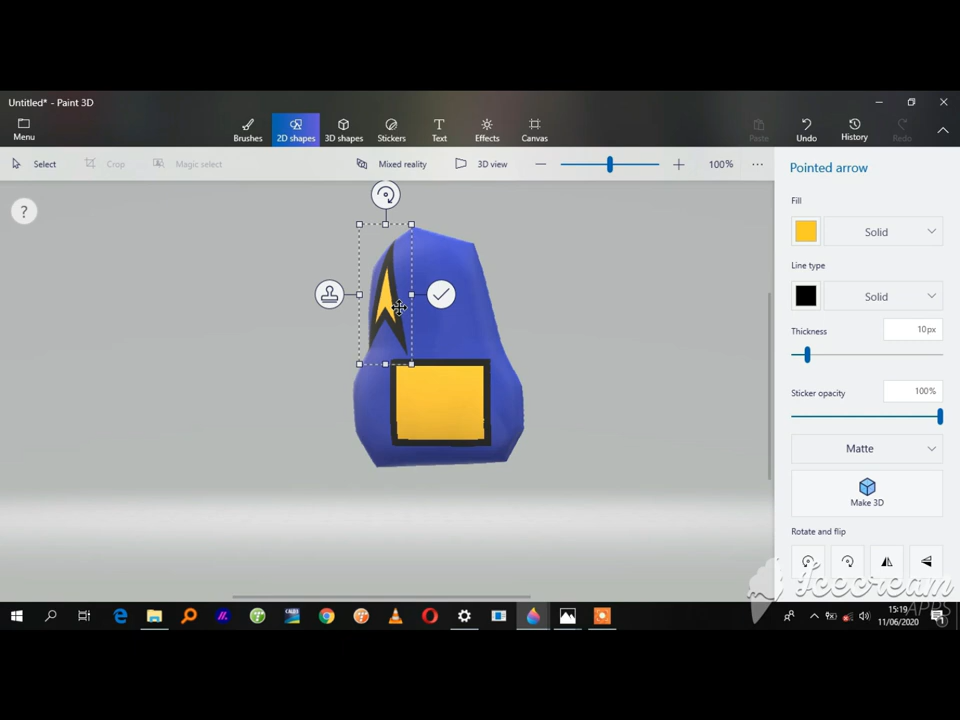 Untitled* - Paint 3D
Menu
Brushes
2D shapes
3D shapes
Stickers
Text
Effects
Canvas
Paste
Undo
History
Redo
Select
Crop
Magic select
Mixed reality
3D view
100%
Pointed arrow
?
Fill
Solid
Line type
Solid
Thickness
10px
Sticker opacity
100%
Matte
Make 3D
Rotate and flip
Icecream
APPS
15:19
11/06/2020